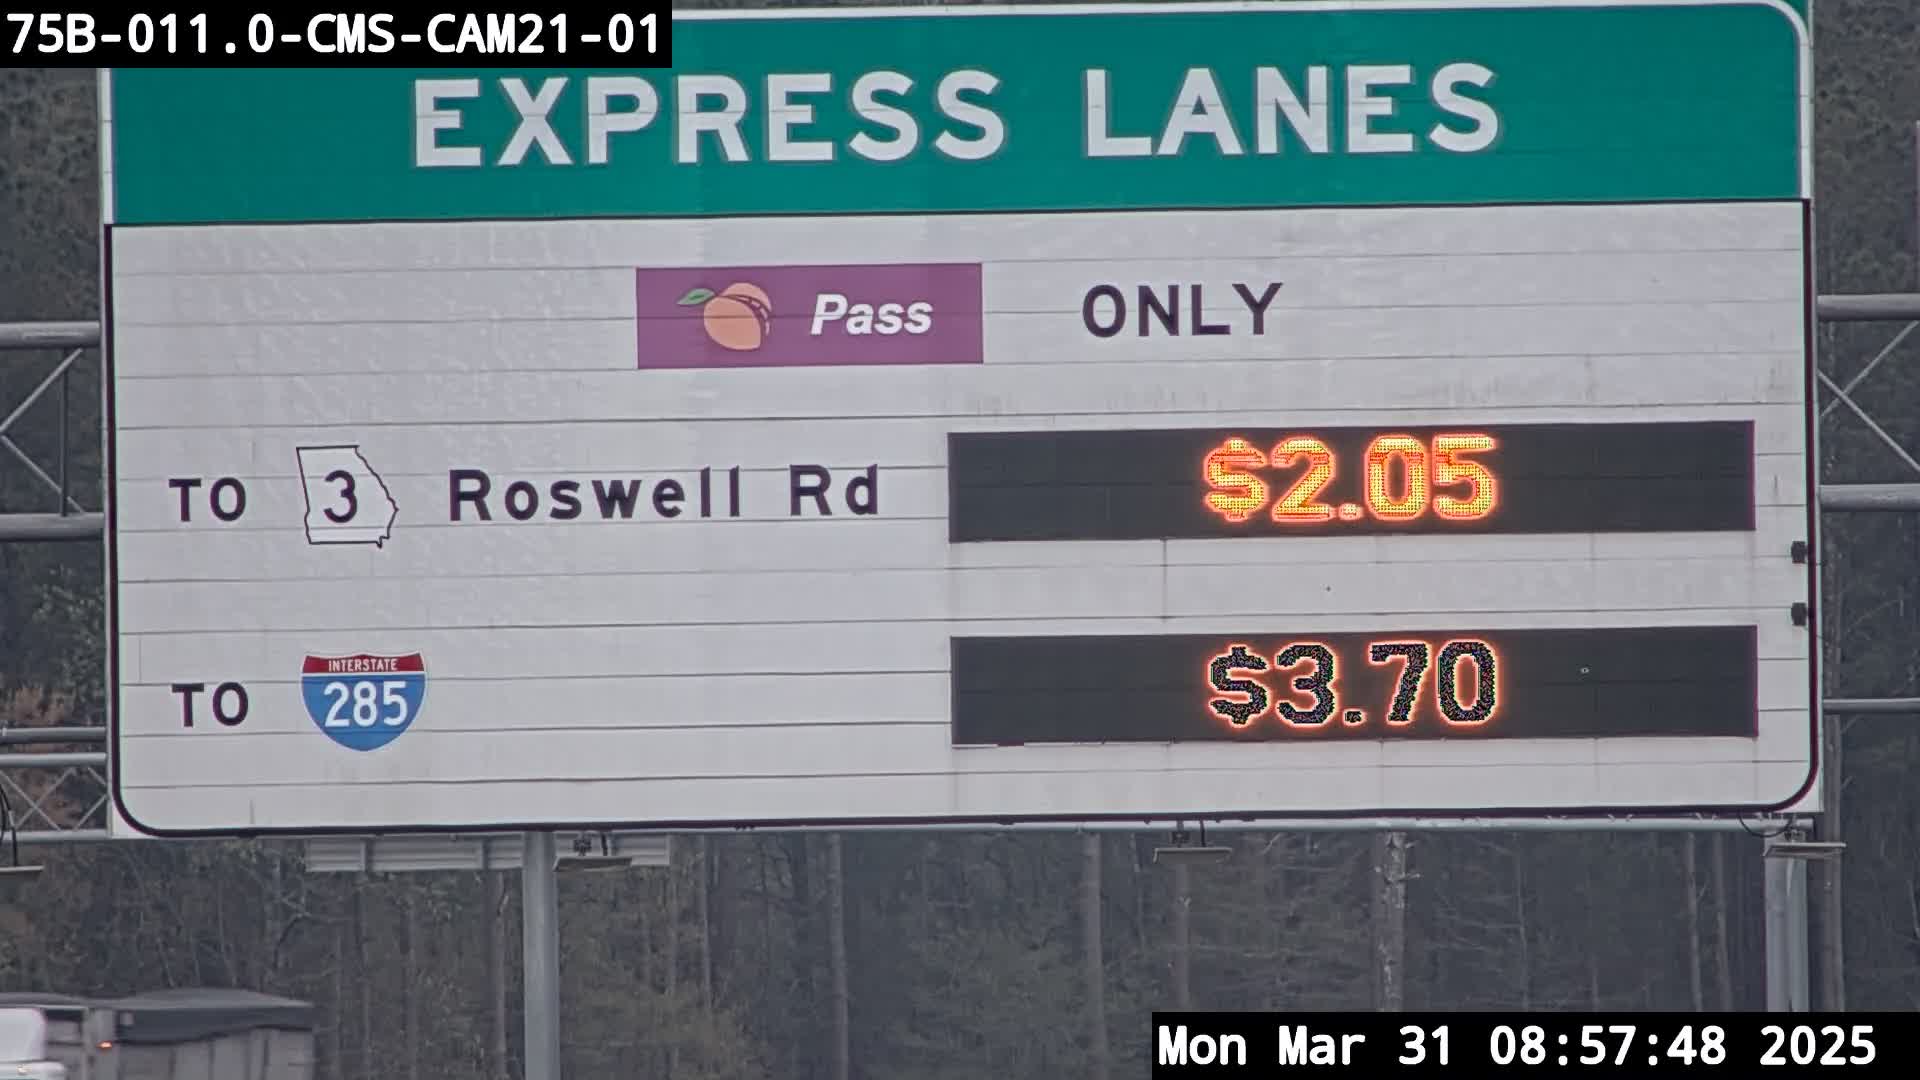 75B-011.0-CMS-CAM21-01
EXPRESS LANES
Pass ONLY
TO 3 Roswell Rd $2.05
TO INTERSTATE 285 $3.70
Mon Mar 31 08:57:48 2025